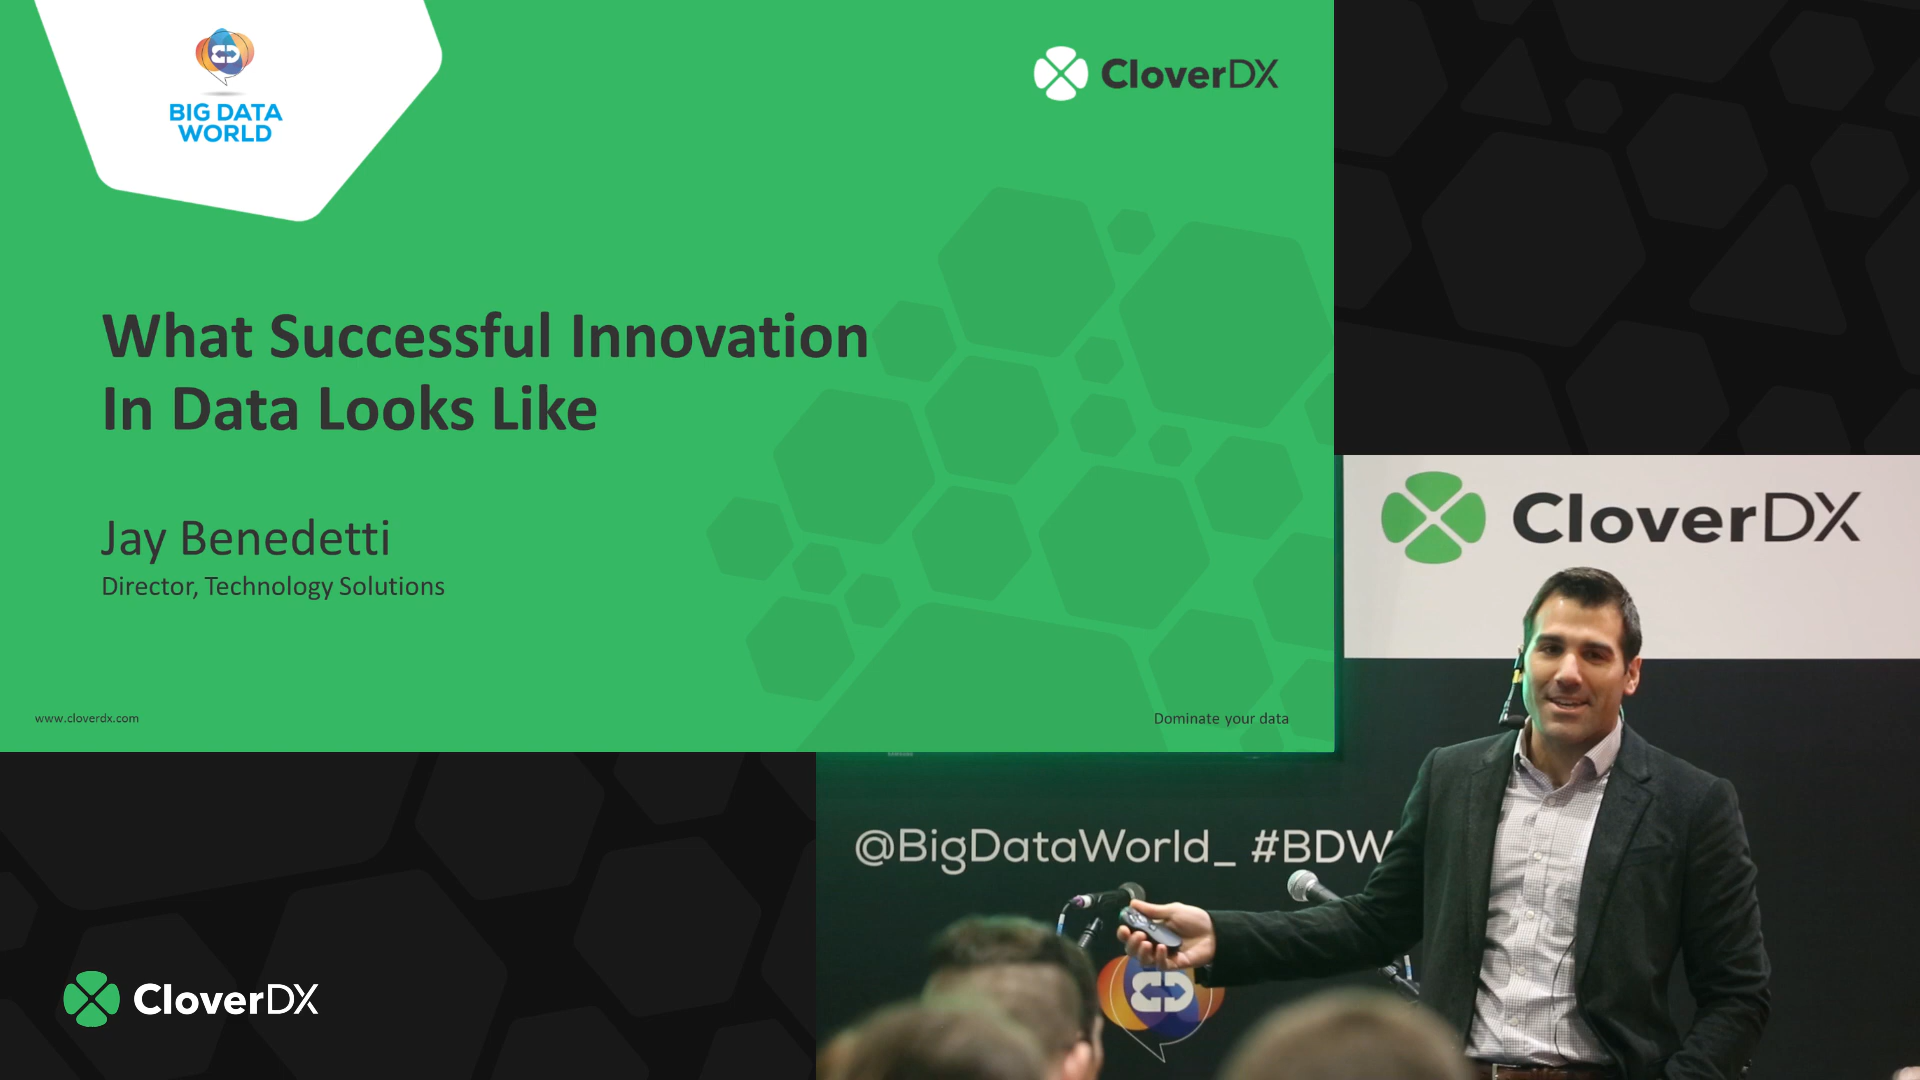 BIG DATA
WORLD
CloverDX
What Successful Innovation
In Data Looks Like
Jay Benedetti
Director, Technology Solutions
www.cloverdx.com
Dominate your data
CloverDX
@BigDataWorld_ #BDW
CloverDX